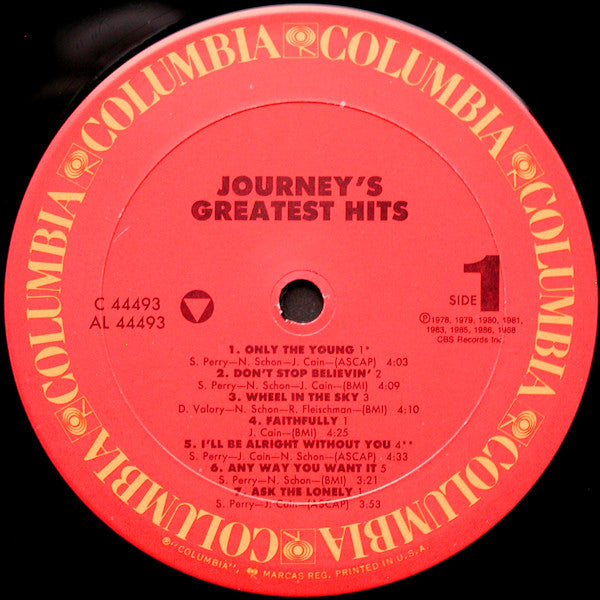 COLUMBIA COLUMBIA COLUMBIA COLUMBIA COLUMBIA COLUMBIA
JOURNEY'S
GREATEST HITS
C 44493
AL 44493
SIDE 1
℗1978, 1979, 1980, 1981,
1983, 1985, 1986, 1988
CBS Records Inc.
1. ONLY THE YOUNG 1*
S. Perry—N. Schon—J. Cain—(ASCAP) 4:03
2. DON'T STOP BELIEVIN' 2
S. Perry—N. Schon—J. Cain—(BMI) 4:09
3. WHEEL IN THE SKY 3
D. Valory—N. Schon—R. Fleischman—(BMI) 4:10
4. FAITHFULLY 1
J. Cain—(BMI) 4:25
5. I'LL BE ALRIGHT WITHOUT YOU 4**
S. Perry—J. Cain—N. Schon—(ASCAP) 4:33
6. ANY WAY YOU WANT IT 5
S. Perry—N. Schon—(BMI) 3:21
7. ASK THE LONELY 1
S. Perry—J. Cain—(ASCAP) 3:53
®"COLUMBIA", MARCAS REG. PRINTED IN U.S.A.